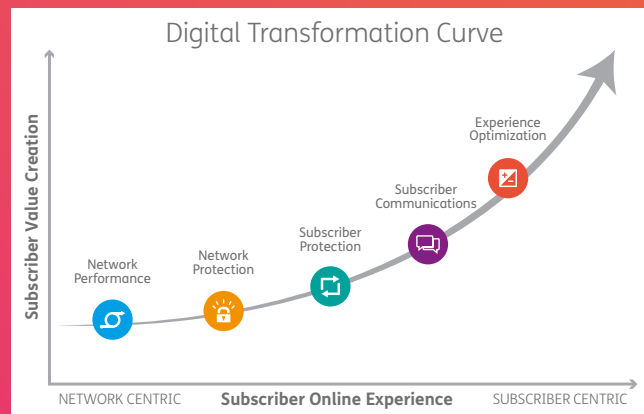 Digital Transformation Curve
Subscriber Value Creation
Experience
Optimization
Subscriber
Communications
Subscriber
Protection
Network
Protection
Network
Performance
NETWORK CENTRIC
Subscriber Online Experience
SUBSCRIBER CENTRIC